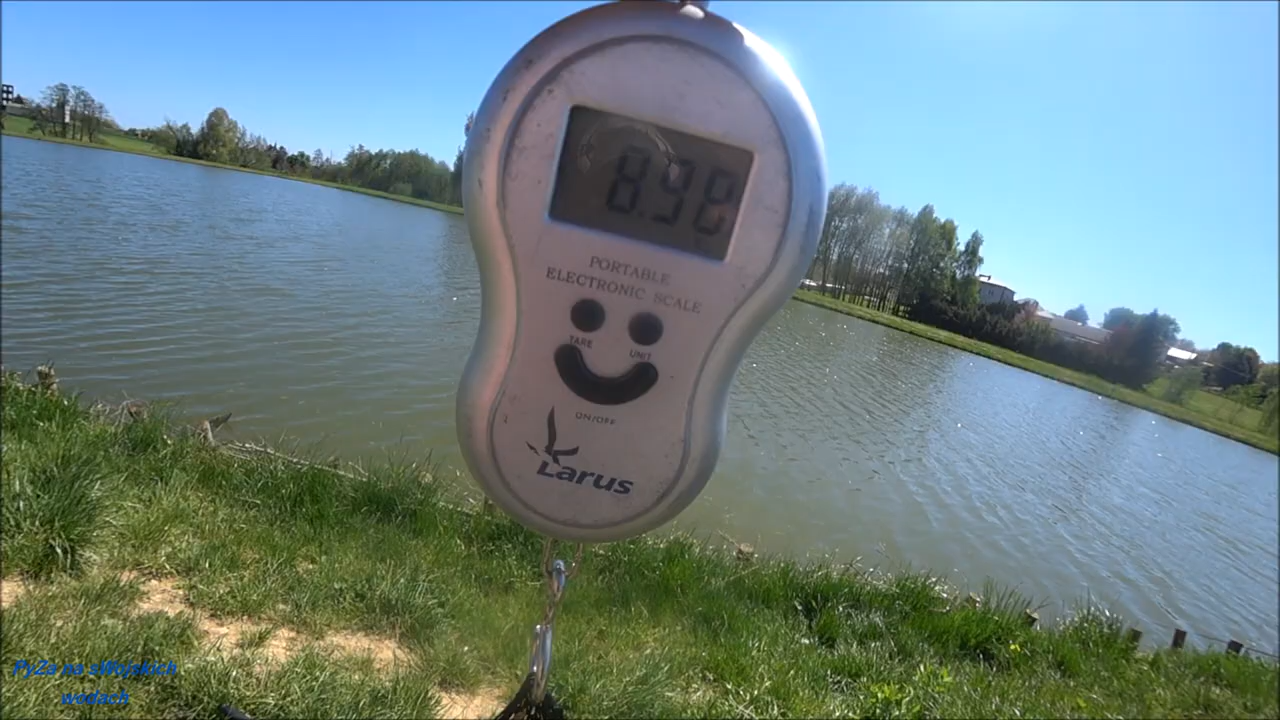 8.98
PORTABLE
ELECTRONIC SCALE
TARE UNIT
ON/OFF
Larus
PyZa na sWojskich
wodach